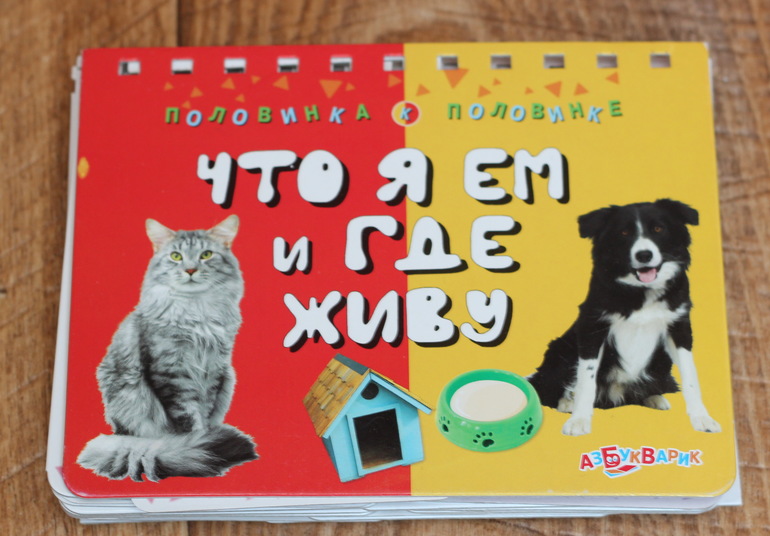 ПОЛОВИНКА К ПОЛОВИНКЕ
ЧТО Я ЕМ
И ГДЕ
ЖИВУ
АЗБУКВАРИК